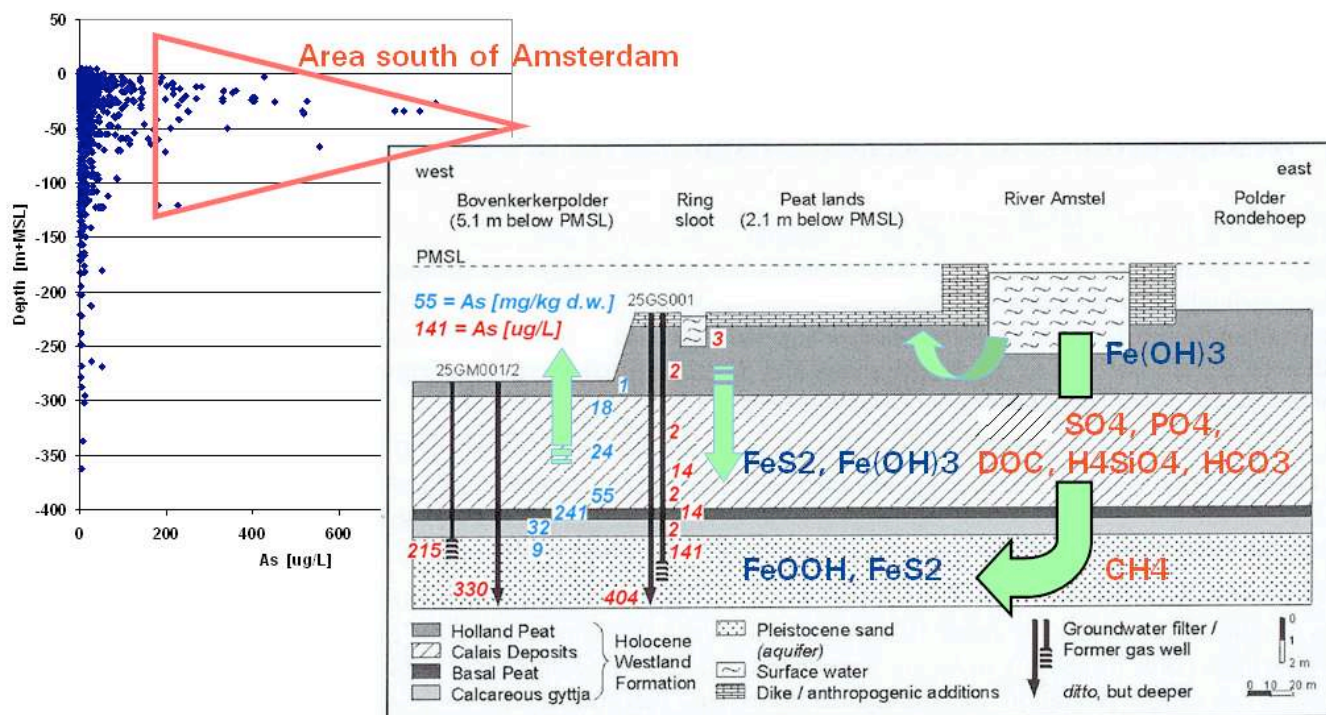 50
0
-50
-100
-150
-200
-250
-300
-350
-400
Depth [m+MSL]
0
200
400
600
As [ug/L]
Area south of Amsterdam
west
east
Bovenkerkerpolder
(5.1 m below PMSL)
Ring
sloot
Peat lands
(2.1 m below PMSL)
River Amstel
Polder
Rondehoep
PMSL
55 = As [mg/kg d.w.]
141 = As [ug/L]
25GS001
25GM001/2
3
2
1
18
2
24
14
55
2
241
14
32
2
9
215
141
330
404
Fe(OH)3
SO4, PO4,
FeS2, Fe(OH)3
DOC, H4SiO4, HCO3
FeOOH, FeS2
CH4
Holland Peat
Calais Deposits
Basal Peat
Calcareous gyttja
Holocene
Westland
Formation
Pleistocene sand
(aquifer)
Surface water
Dike / anthropogenic additions
Groundwater filter /
Former gas well
ditto, but deeper
0
1
2 m
0 10 20 m